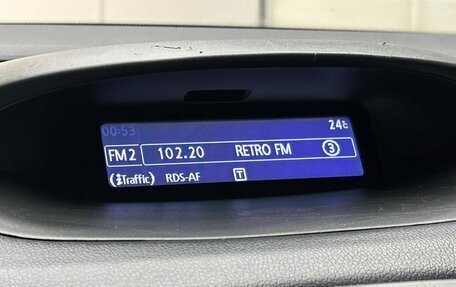 00:53 24°
FM2 102.20 RETRO FM 3
(Traffic) RDS-AF T